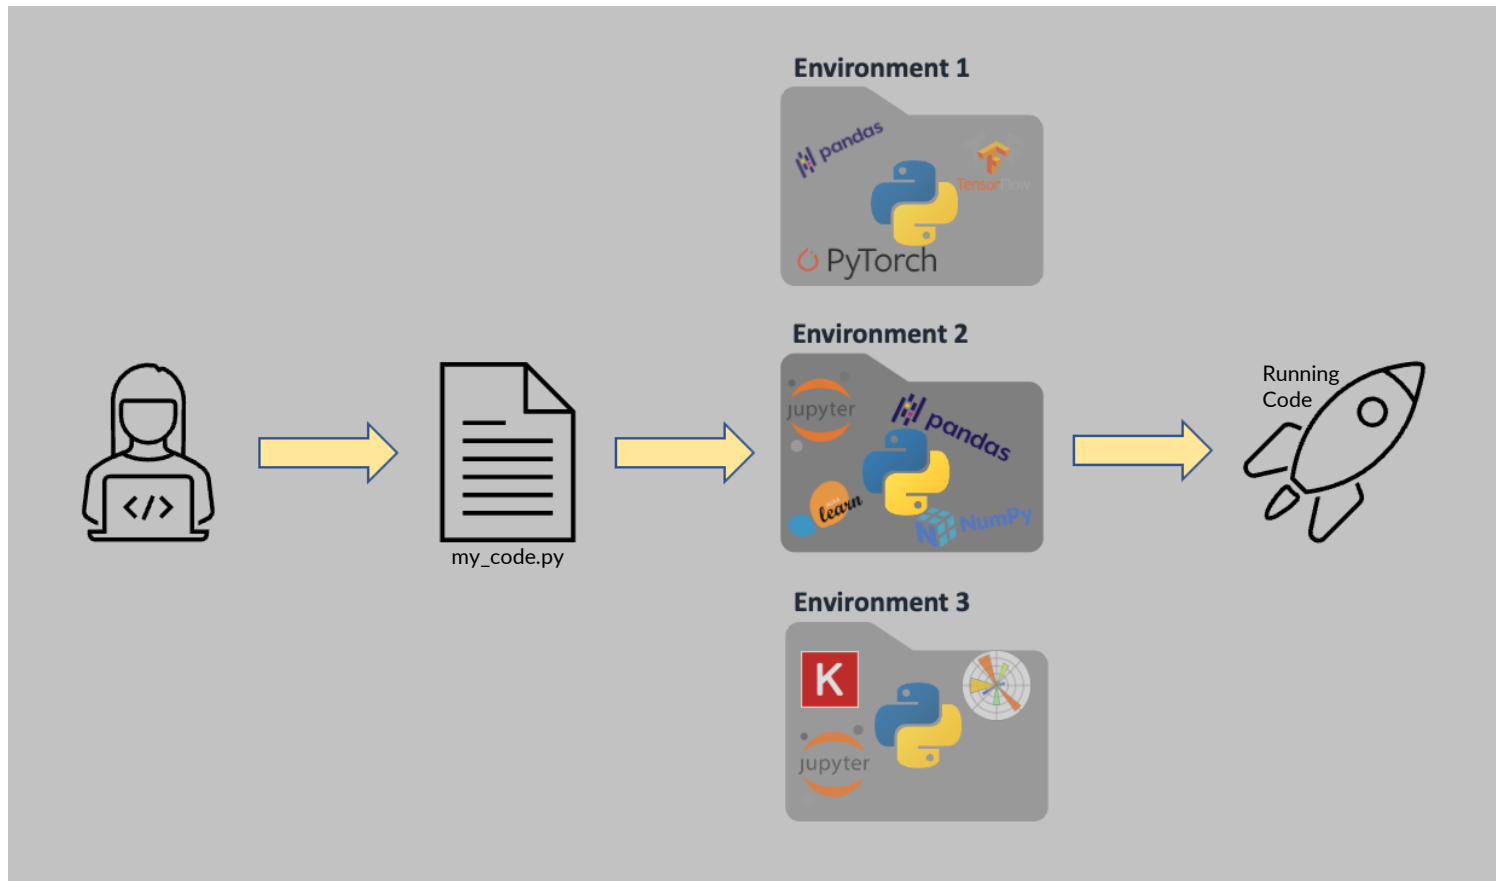 Environment 1
pandas
TensorFlow
PyTorch
</>
my_code.py
Environment 2
jupyter
pandas
learn
NumPy
Running
Code
Environment 3
K
jupyter